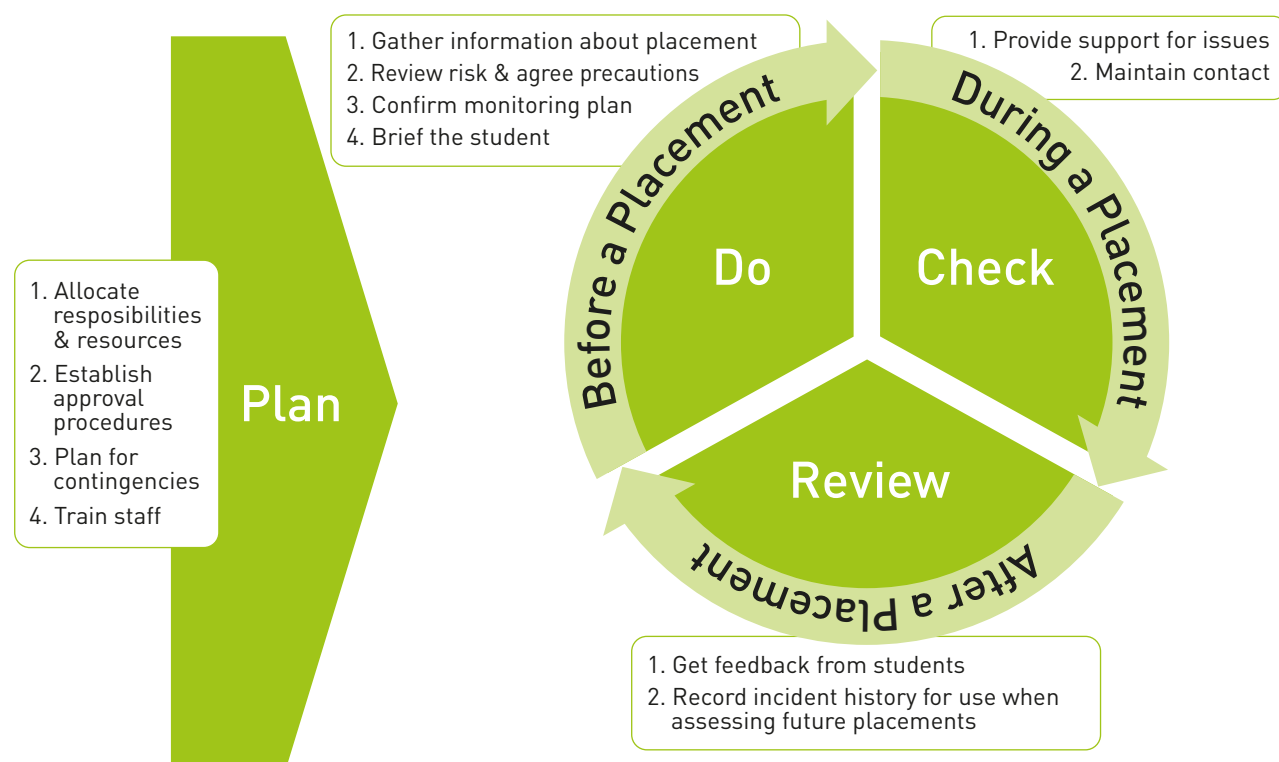 1. Allocate
resposibilities
& resources
2. Establish
approval
procedures
3. Plan for
contingencies
4. Train staff
Plan
1. Gather information about placement
2. Review risk & agree precautions
3. Confirm monitoring plan
4. Brief the student
Before a Placement
Do
1. Provide support for issues
2. Maintain contact
During a Placement
Check
Review
After a Placement
1. Get feedback from students
2. Record incident history for use when
assessing future placements